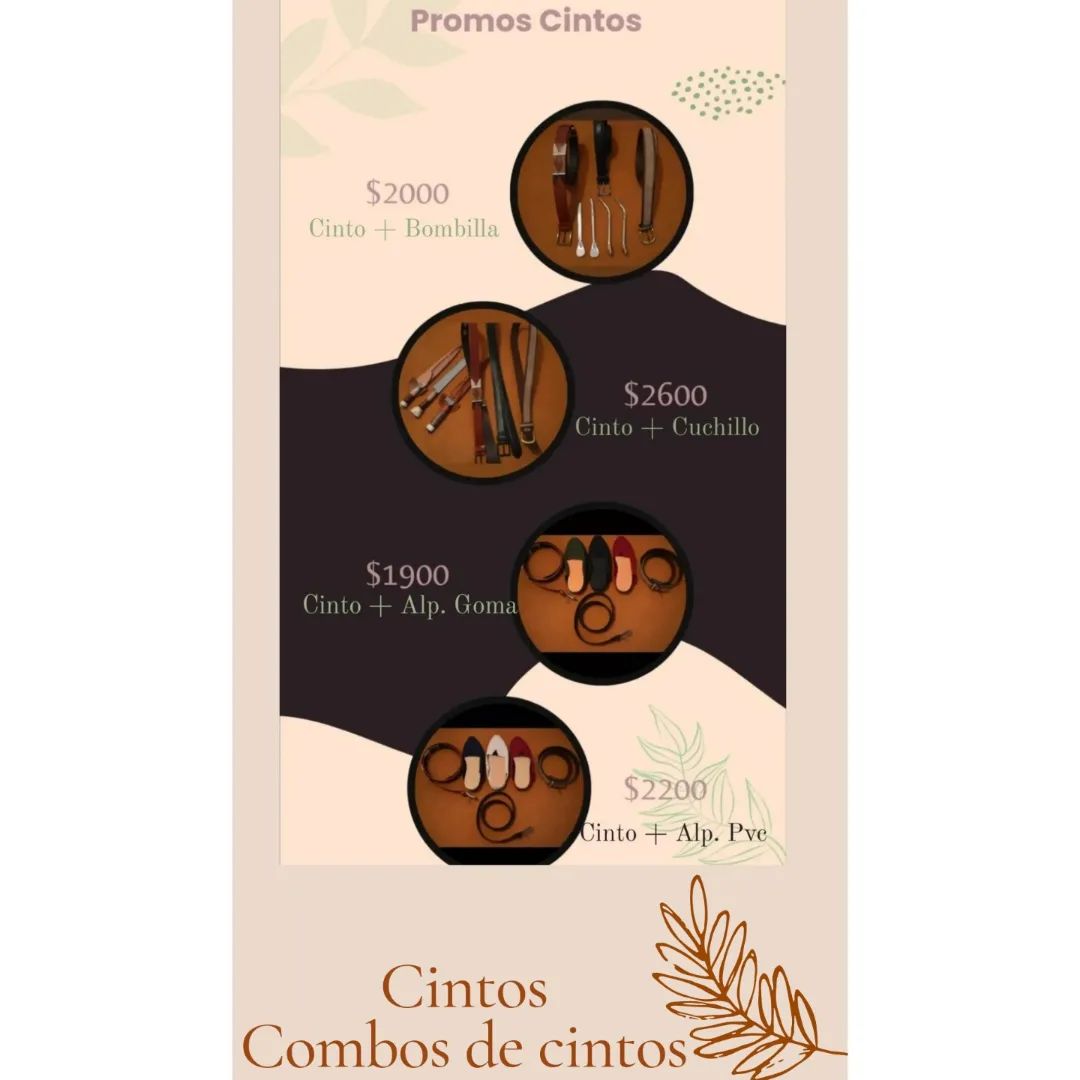 Promos Cintos
$2000
Cinto + Bombilla
$2600
Cinto + Cuchillo
$1900
Cinto + Alp. Goma
$2200
Cinto + Alp. Pvc
Cintos
Combos de cintos